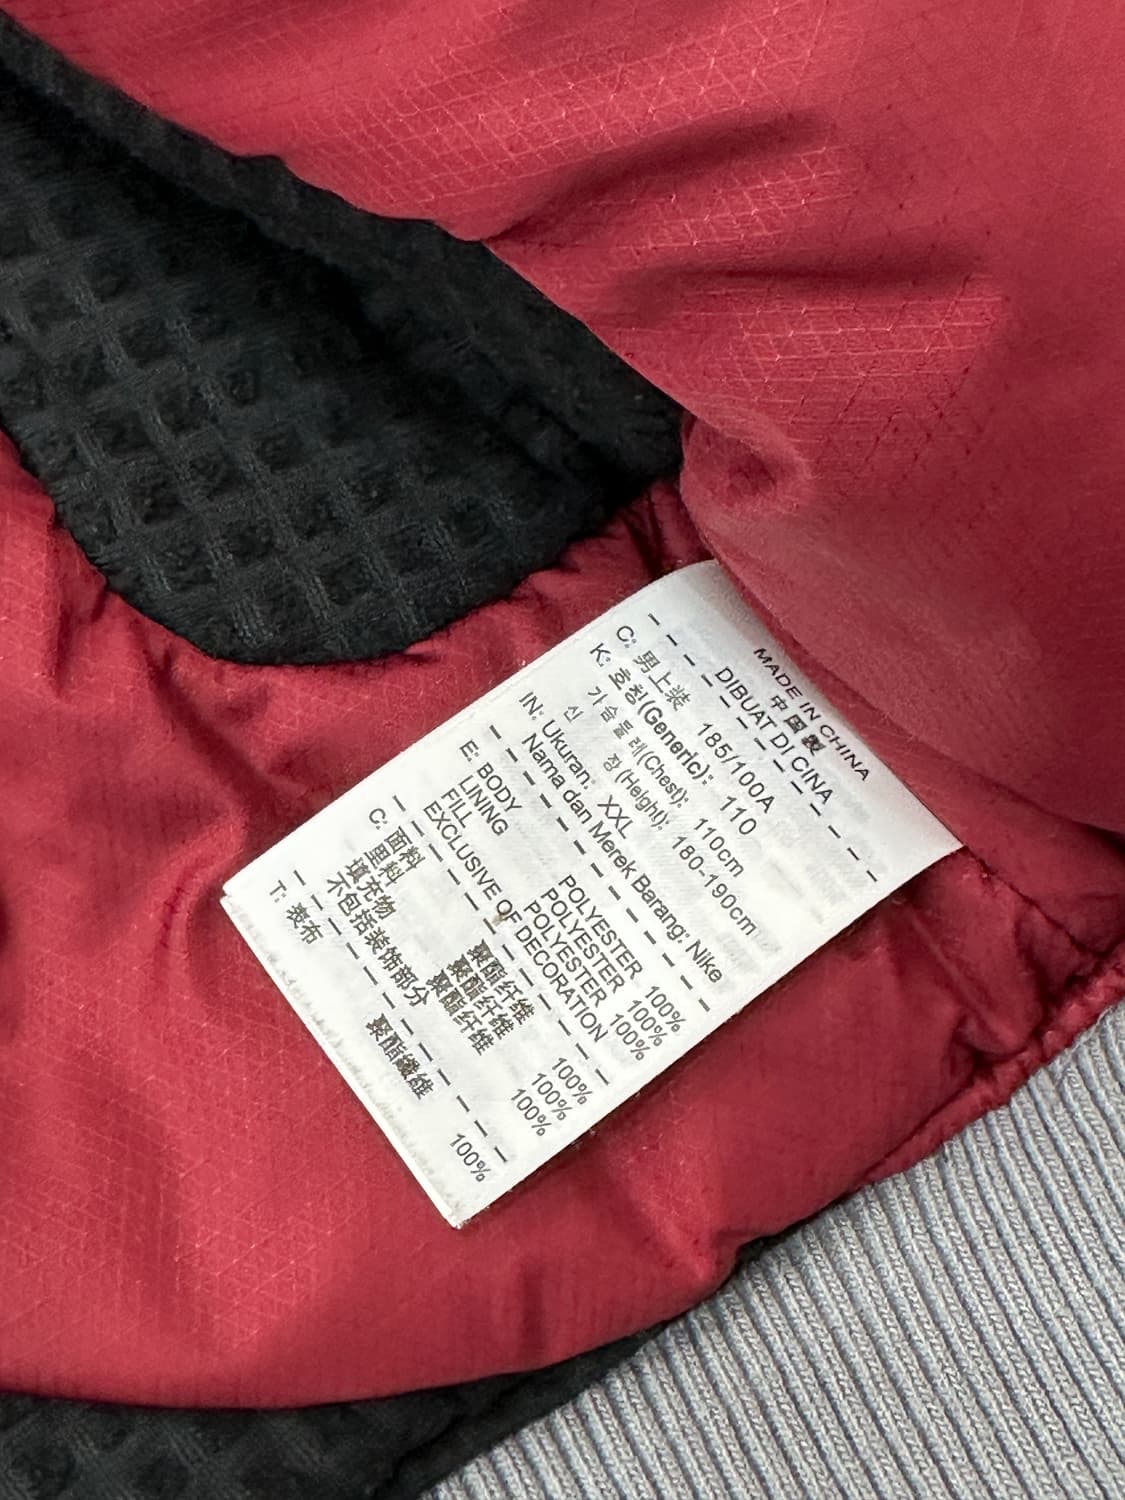 MADE IN CHINA
中国製
DIBUAT DI CINA
C: 男上装 185/100A
K: 호칭(Generic): 110
가슴둘레(Chest): 110cm
신 장(Height): 180-190cm
IN: Ukuran: XXL
Nama dan Merek Barang: Nike
E: BODY POLYESTER 100%
LINING POLYESTER 100%
FILL POLYESTER 100%
EXCLUSIVE OF DECORATION
C: 面料 聚酯纤维 100%
里料 聚酯纤维 100%
填充物 聚酯纤维 100%
不包括装饰部分
T: 表布 聚酯纖維 100%